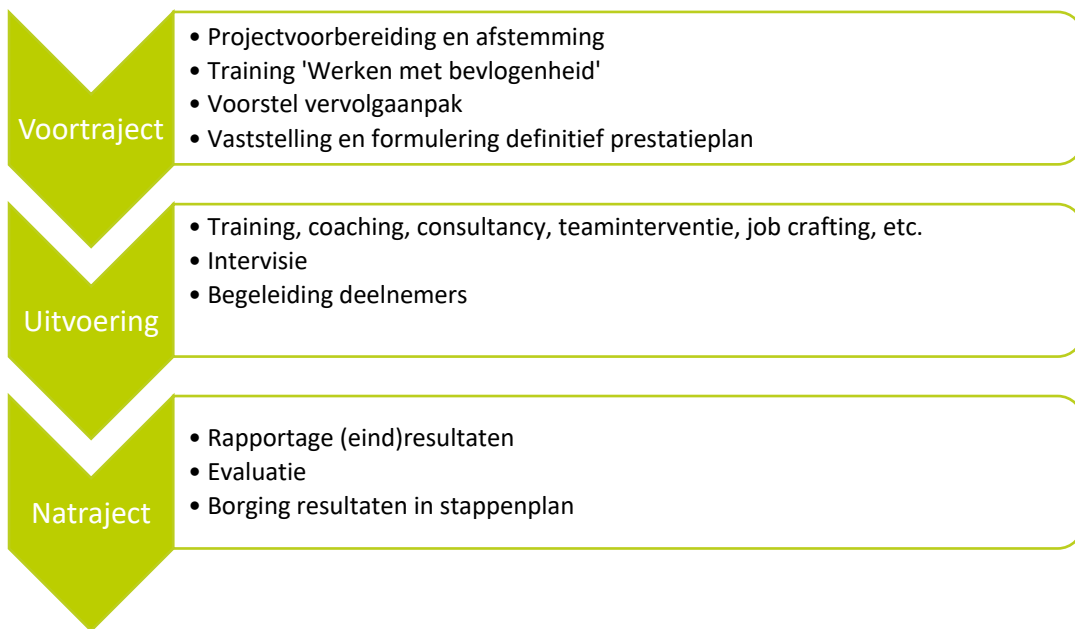 Voortraject
• Projectvoorbereiding en afstemming
• Training 'Werken met bevlogenheid'
• Voorstel vervolgaanpak
• Vaststelling en formulering definitief prestatieplan
Uitvoering
• Training, coaching, consultancy, teaminterventie, job crafting, etc.
• Intervisie
• Begeleiding deelnemers
Natraject
• Rapportage (eind)resultaten
• Evaluatie
• Borging resultaten in stappenplan